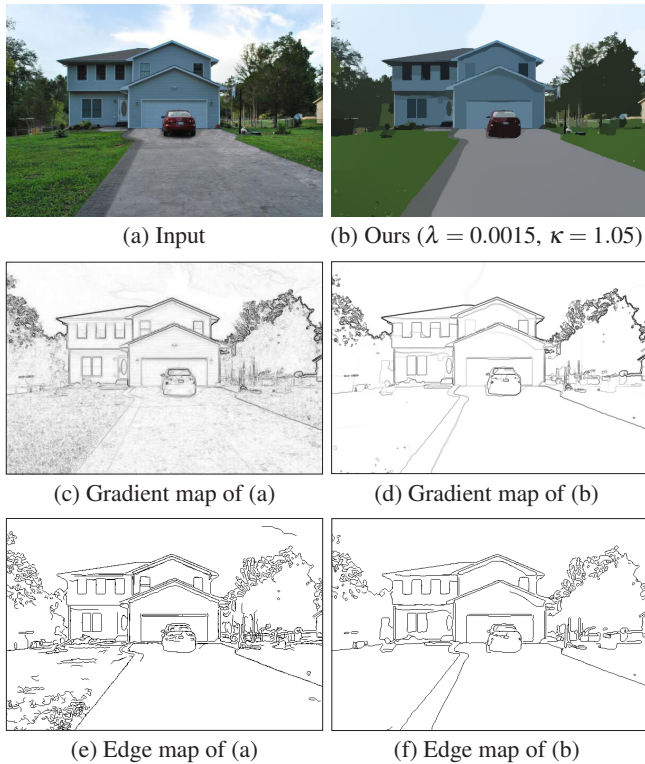 (a) Input
(b) Ours (λ = 0.0015, κ = 1.05)
(c) Gradient map of (a)
(d) Gradient map of (b)
(e) Edge map of (a)
(f) Edge map of (b)